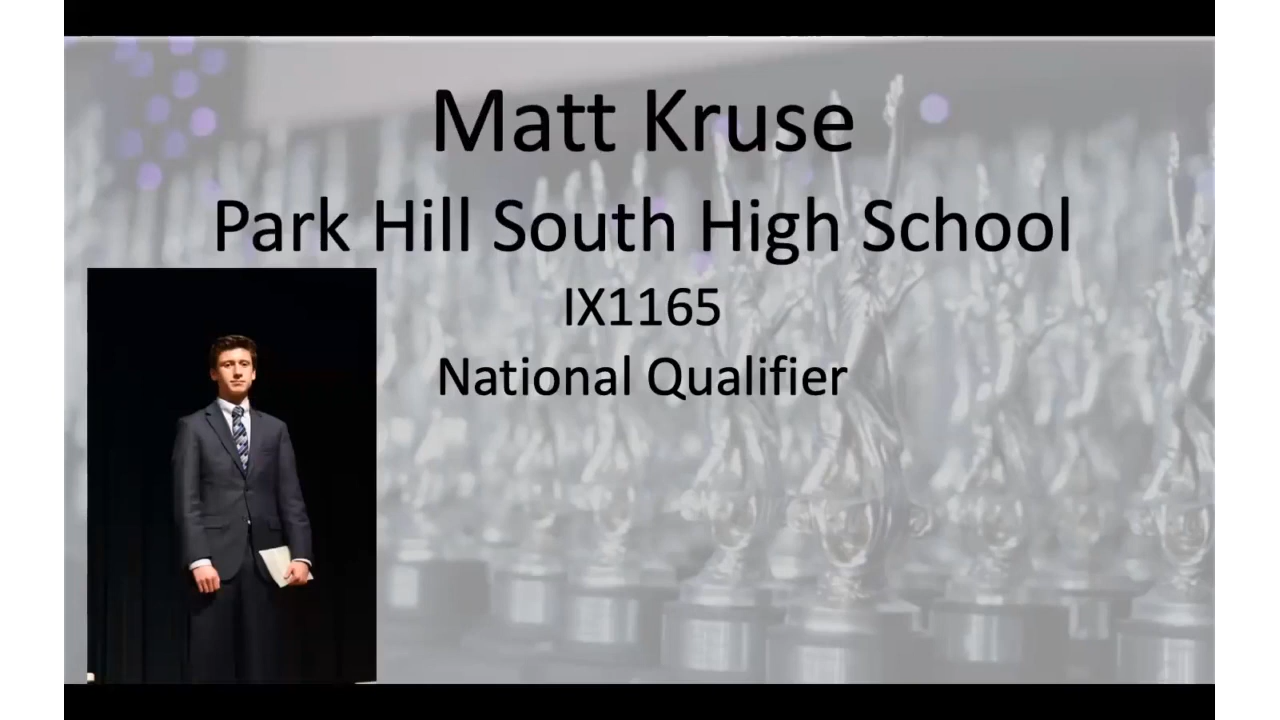 Matt Kruse
Park Hill South High School
IX1165
National Qualifier